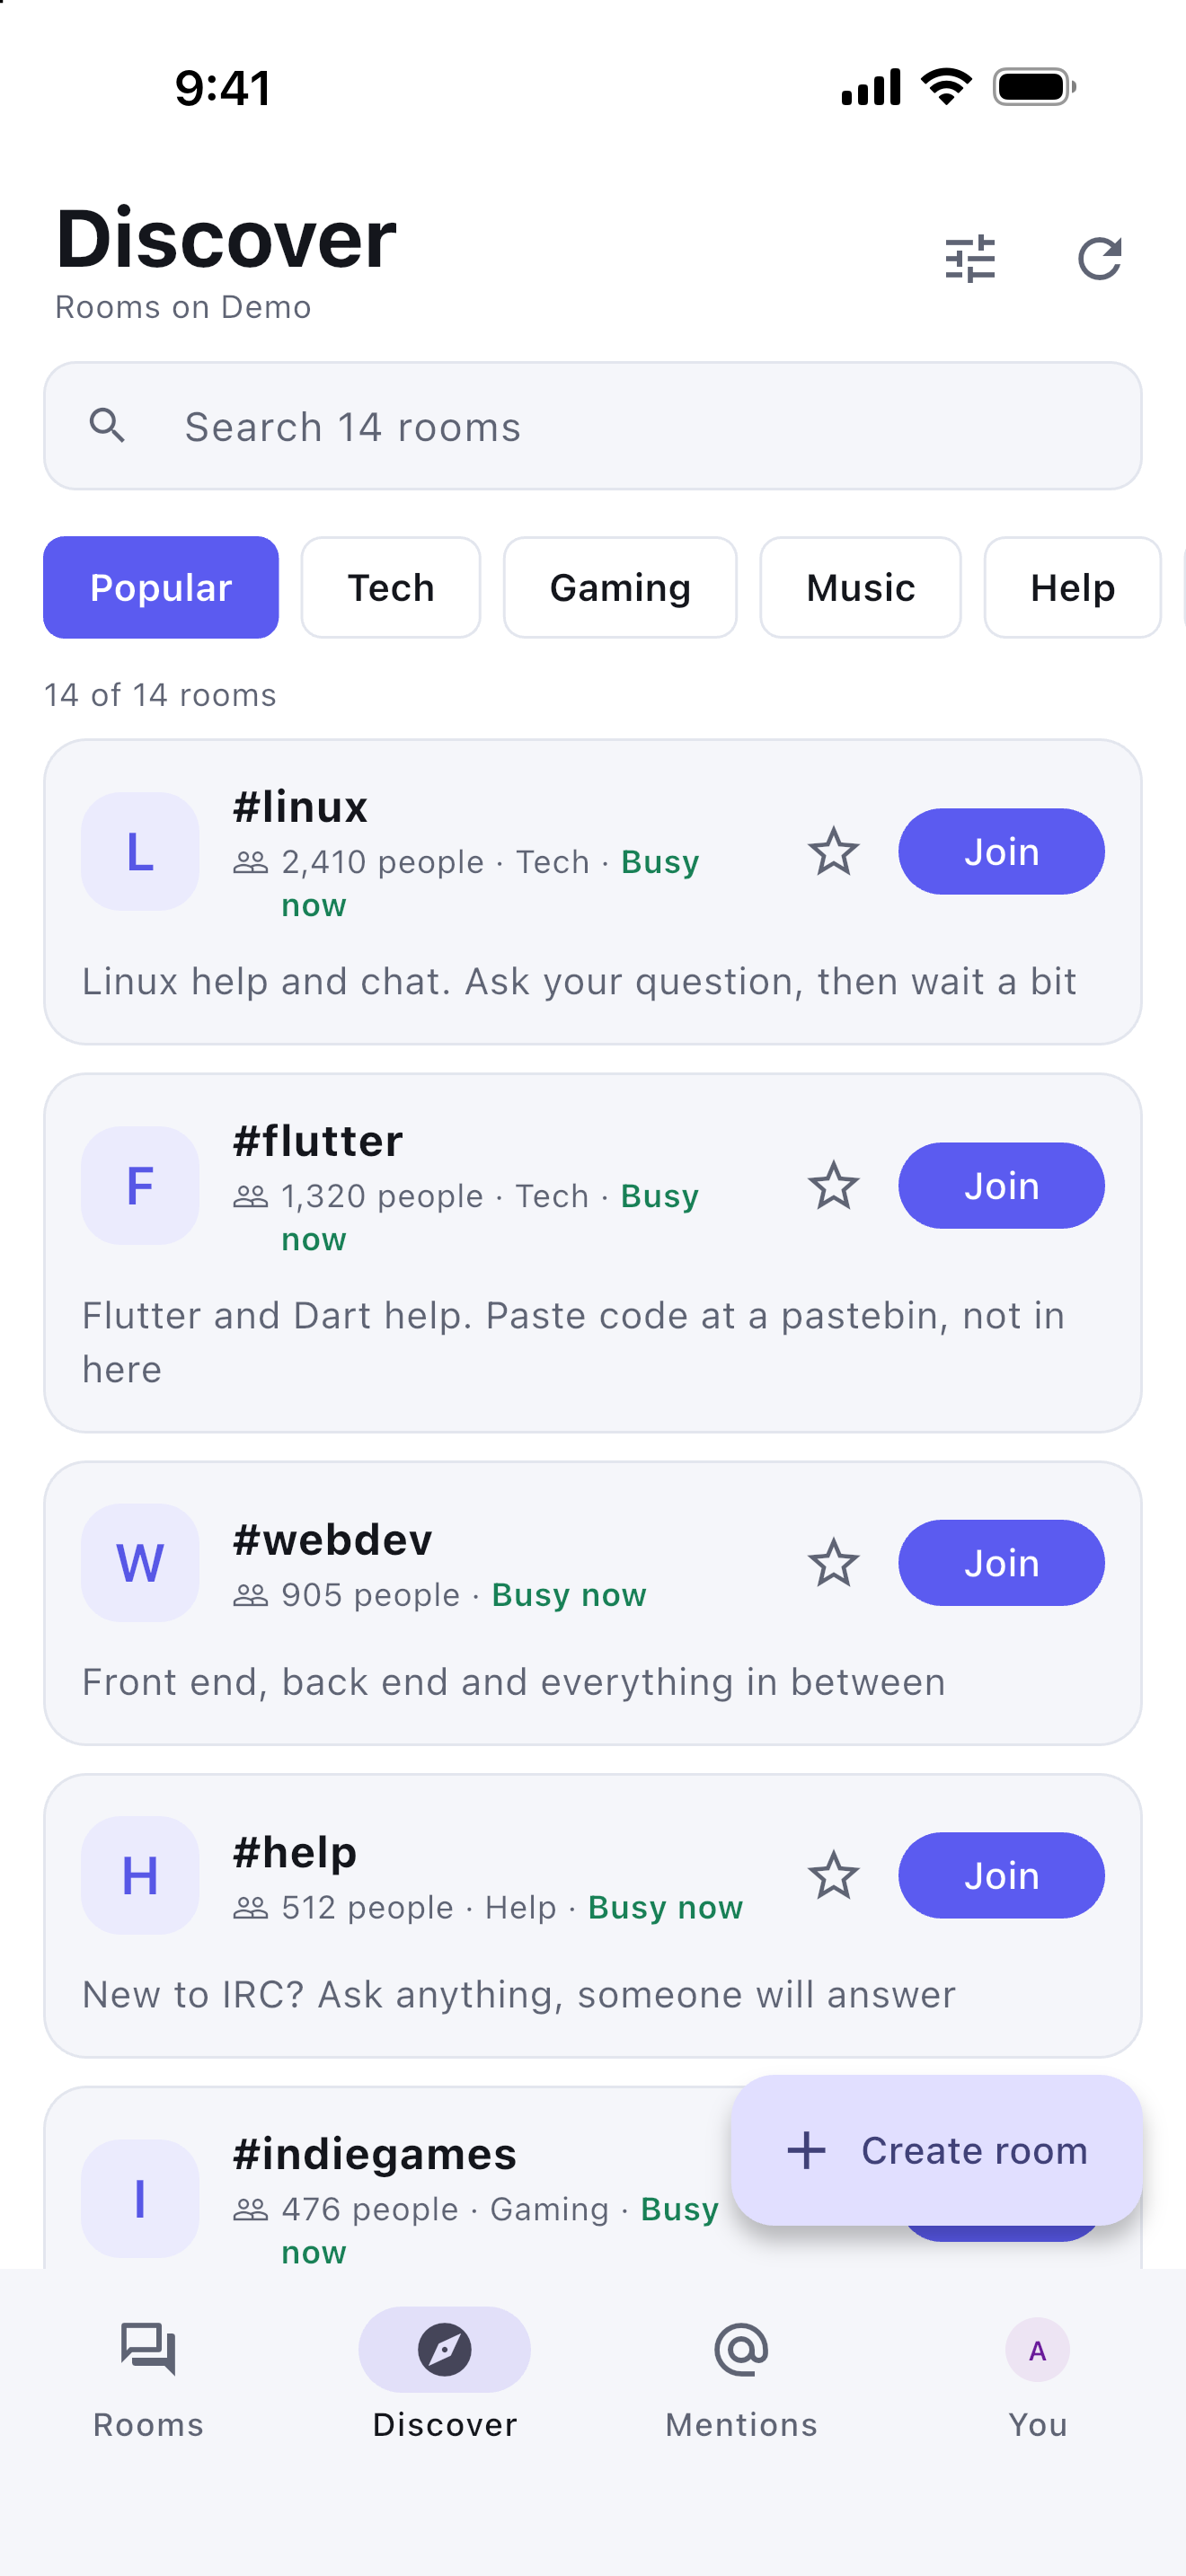 9:41
Discover
Rooms on Demo
Search 14 rooms
Popular
Tech
Gaming
Music
Help
14 of 14 rooms
L
#linux
2,410 people · Tech · Busy
now
Join
Linux help and chat. Ask your question, then wait a bit
F
#flutter
1,320 people · Tech · Busy
now
Join
Flutter and Dart help. Paste code at a pastebin, not in
here
W
#webdev
905 people · Busy now
Join
Front end, back end and everything in between
H
#help
512 people · Help · Busy now
Join
New to IRC? Ask anything, someone will answer
I
#indiegames
476 people · Gaming · Busy
now
Create room
Rooms
Discover
Mentions
A
You